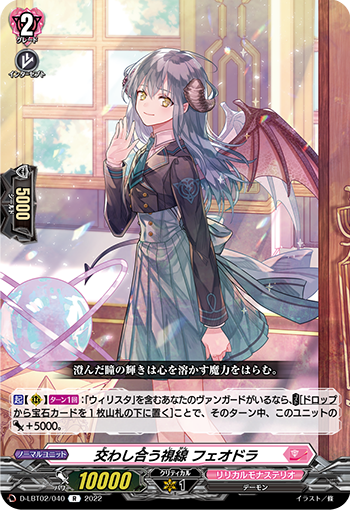 2
グレード
インターセプト
5000
シールド
澄んだ瞳の輝きは心を溶かす魔力をはらむ。
起【R】ターン1回:「ウィリスタ」を含むあなたのヴァンガードがいるなら、【ドロップ
から宝石カードを1枚山札の下に置く】ことで、そのターン中、このユニットの
+5000。
ノーマルユニット
交わし合う視線 フェオドラ
パワー
10000
クリティカル
1
リリカルモナステリオ
デーモン
D-LBT02/040 R 2022
イラスト/